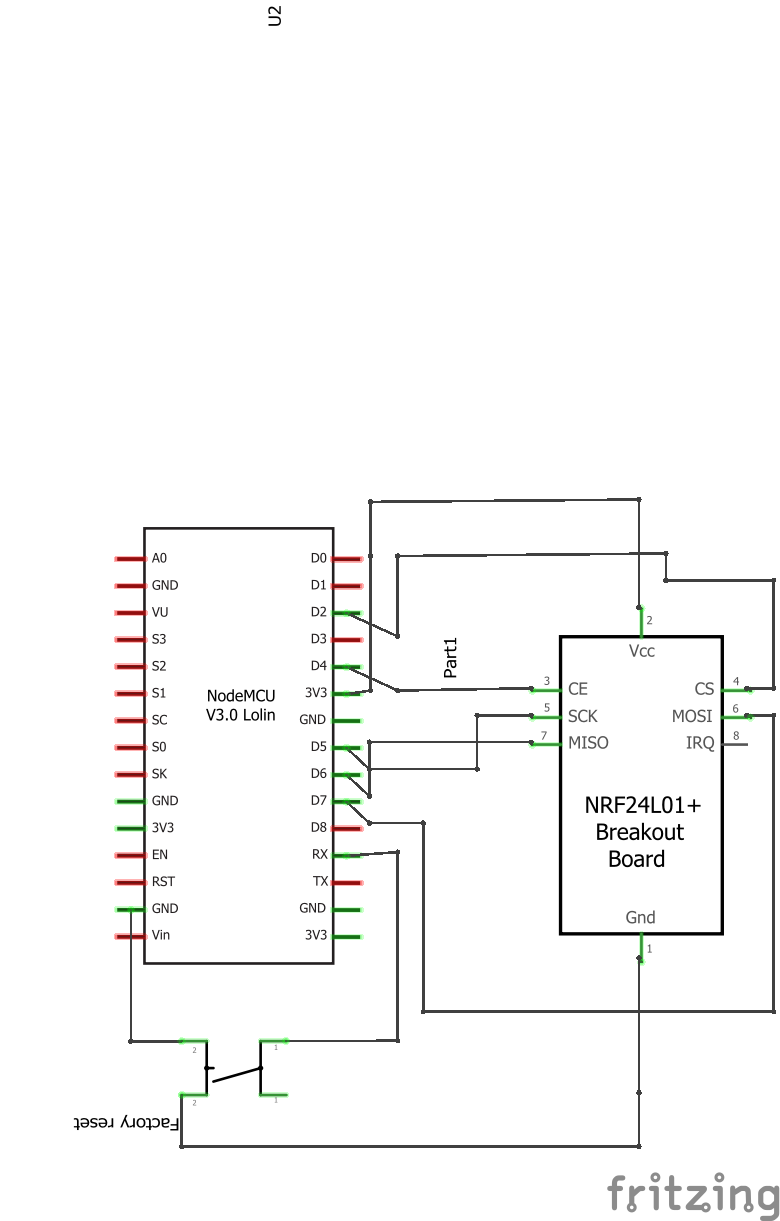 U2
A0
GND
VU
S3
S2
S1
SC
S0
SK
GND
3V3
EN
RST
GND
Vin
NodeMCU
V3.0 Lolin
D0
D1
D2
D3
D4
3V3
GND
D5
D6
D7
D8
RX
TX
GND
3V3
Part1
2
Vcc
3 CE CS 4
5 SCK MOSI 6
7 MISO IRQ 8
NRF24L01+
Breakout
Board
Gnd
1
2 1
2 1
Factory reset
fritzing